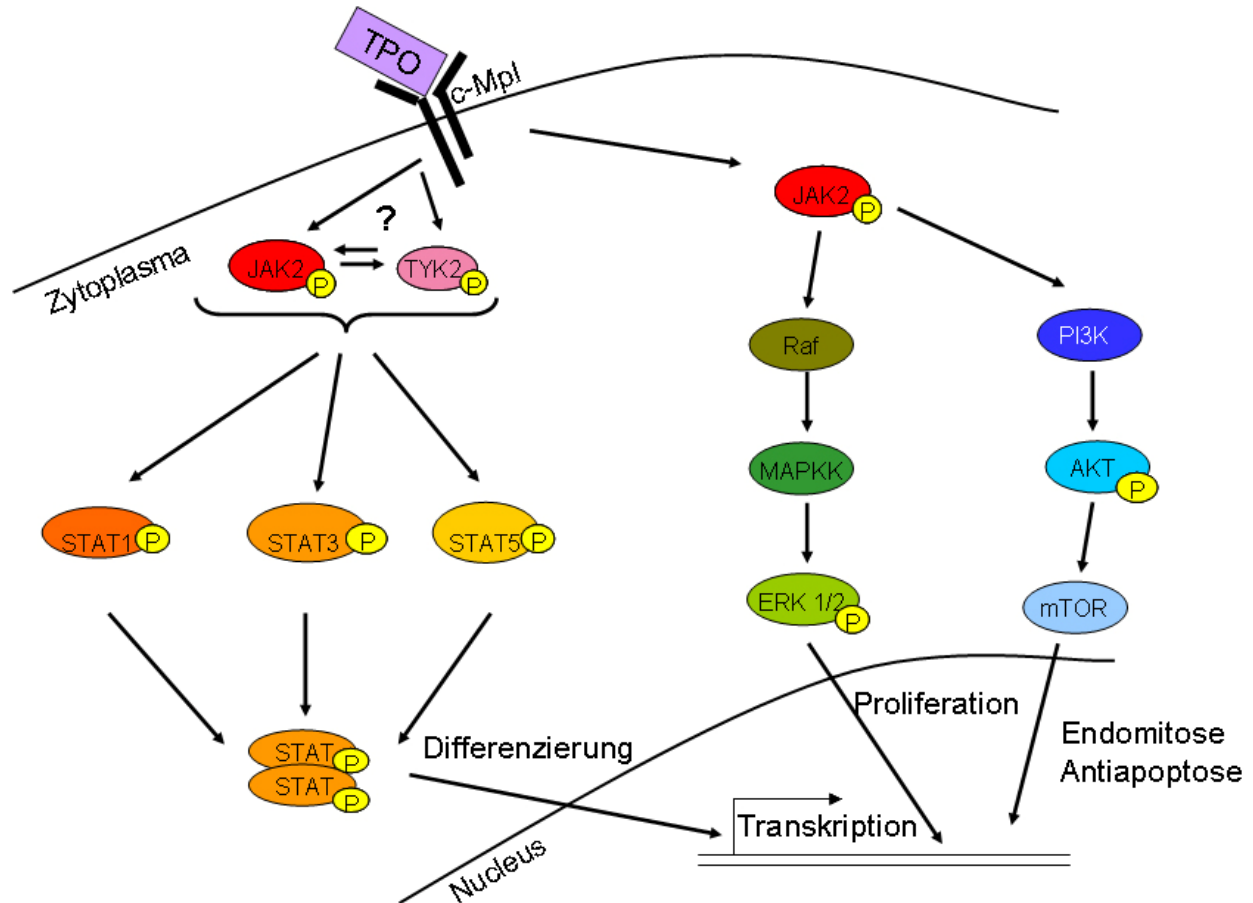 TPO
c-Mpl
Zytoplasma
?
JAK2
P
TYK2
P
JAK2
P
Raf
PI3K
MAPKK
AKT
P
STAT1
P
STAT3
P
STAT5
P
ERK 1/2
P
mTOR
STAT
P
STAT
P
Differenzierung
Proliferation
Endomitose
Antiapoptose
Transkription
Nucleus